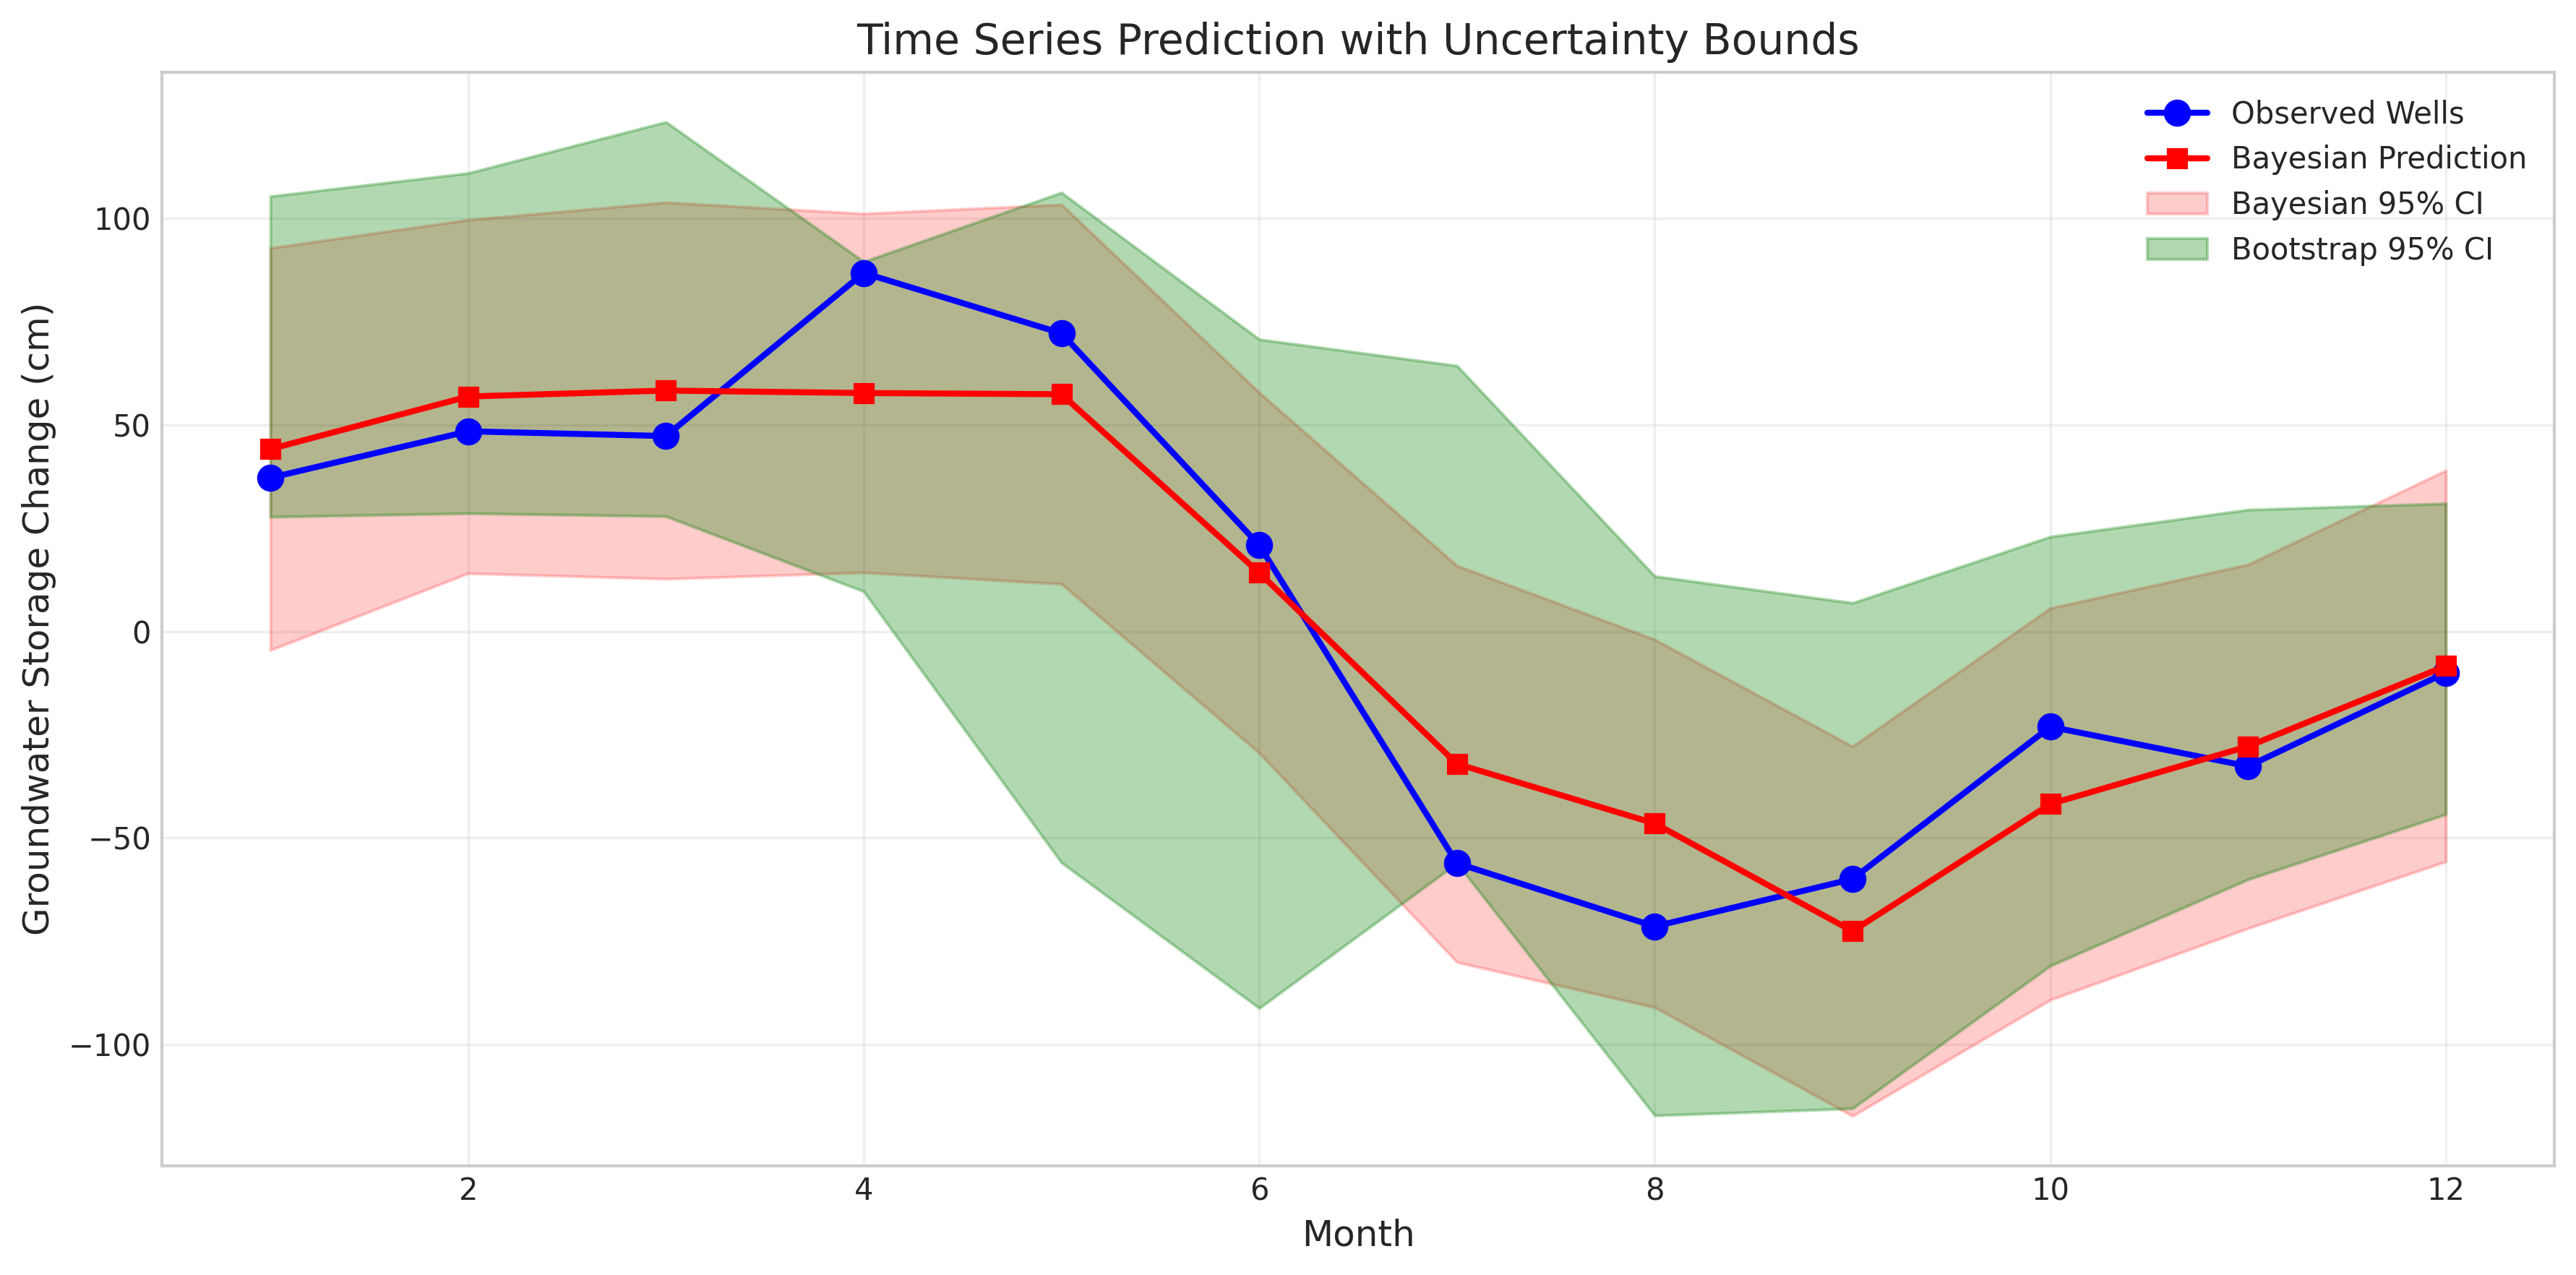 Time Series Prediction with Uncertainty Bounds
Observed Wells
Bayesian Prediction
Bayesian 95% CI
Bootstrap 95% CI
Groundwater Storage Change (cm)
100
50
0
−50
−100
2 4 6 8 10 12
Month